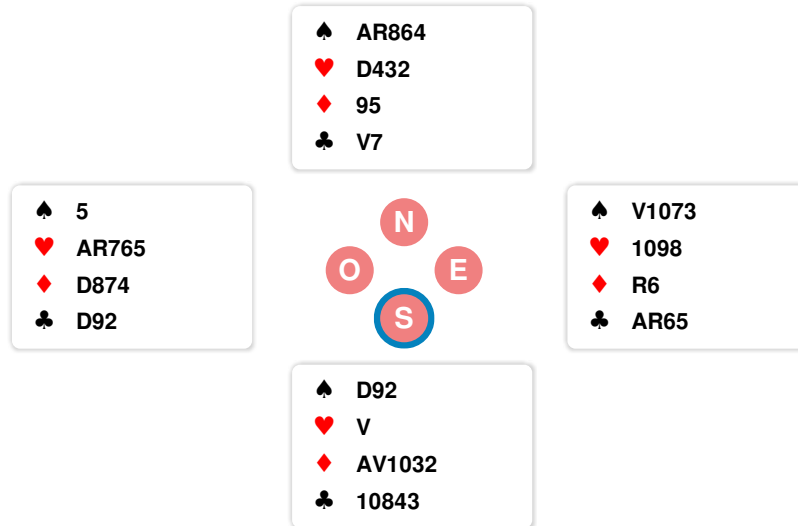 ♠ AR864
♥ D432
♦ 95
♣ V7
♠ 5
♥ AR765
♦ D874
♣ D92
N
O E
S
♠ V1073
♥ 1098
♦ R6
♣ AR65
♠ D92
♥ V
♦ AV1032
♣ 10843